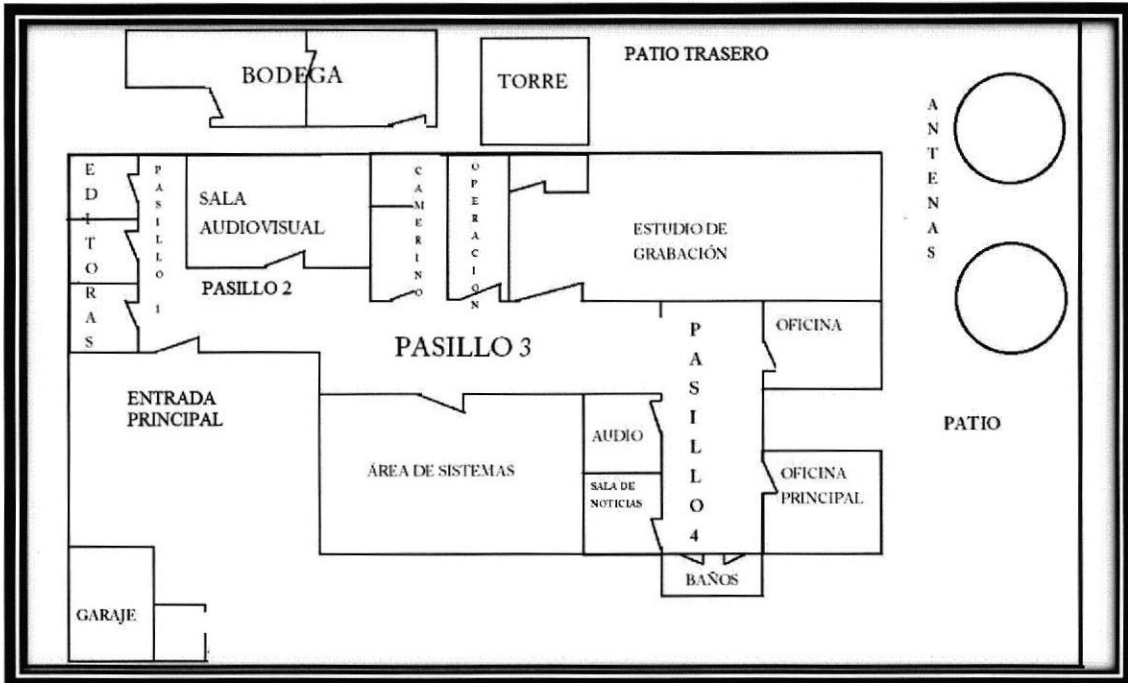 PATIO TRASERO
BODEGA
TORRE
ANTENAS
EDITORAS
PASILLO 1
SALA
AUDIOVISUAL
CAMERINO
OPERACION
ESTUDIO DE
GRABACIÓN
PASILLO 2
PASILLO 3
PASILLO 4
OFICINA
ENTRADA
PRINCIPAL
PATIO
AUDIO
ÁREA DE SISTEMAS
SALA DE
NOTICIAS
OFICINA
PRINCIPAL
BAÑOS
GARAJE